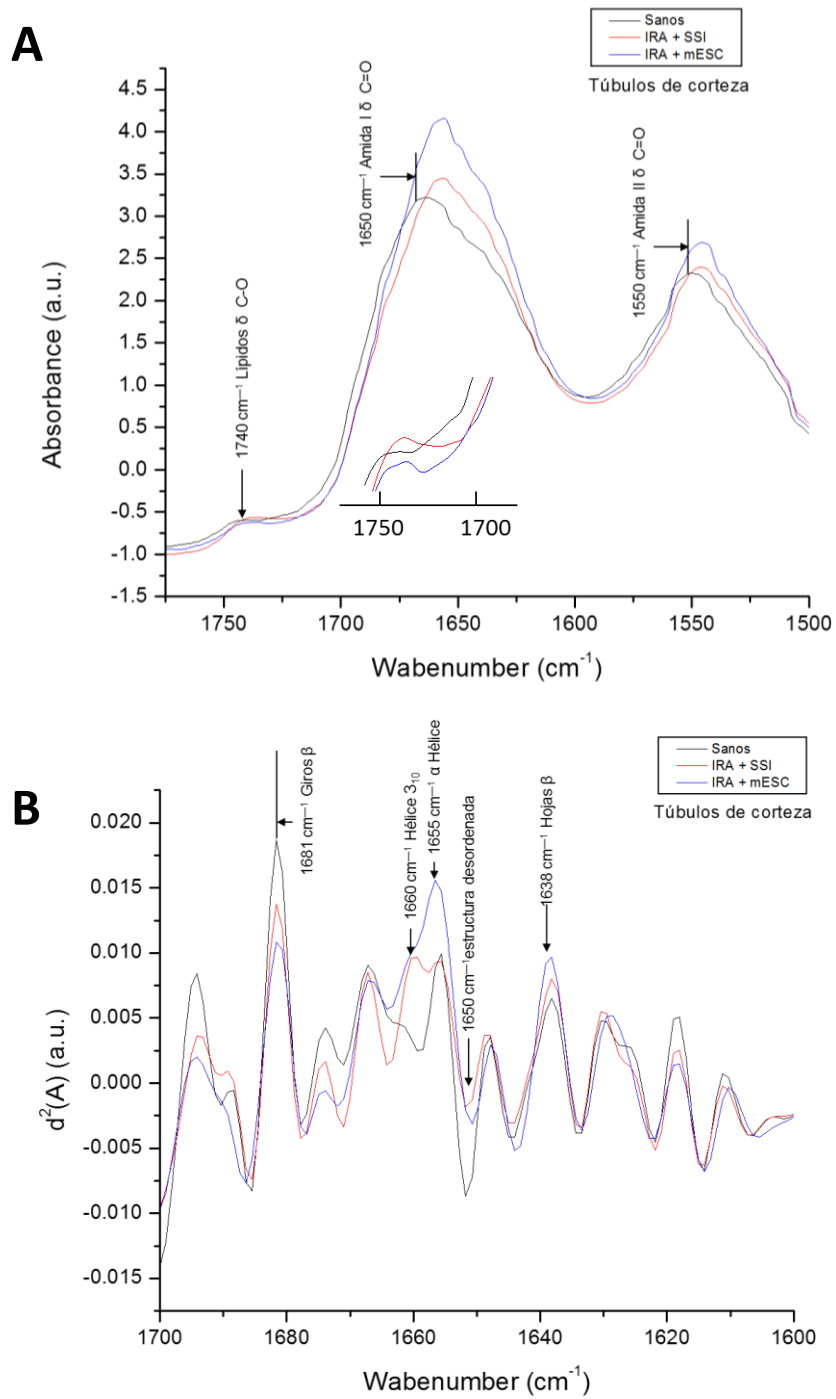 A
Sanos
IRA + SSI
IRA + mESC
Túbulos de corteza
1740 cm⁻¹ Lípidos δ C-O
1650 cm⁻¹ Amida I δ C=O
1550 cm⁻¹ Amida II δ C=O
Absorbance (a.u.)
4.5
4.0
3.5
3.0
2.5
2.0
1.5
1.0
0.5
0.0
-0.5
-1.0
-1.5
1750 1700
1750 1700 1650 1600 1550 1500
Wabenumber (cm⁻¹)
B
Sanos
IRA + SSI
IRA + mESC
Túbulos de corteza
1681 cm⁻¹ Giros β
1660 cm⁻¹ Hélice 3₁₀
1655 cm⁻¹ α Hélice
1650 cm⁻¹estructura desordenada
1638 cm⁻¹ Hojas β
d²(A) (a.u.)
0.020
0.015
0.010
0.005
0.000
-0.005
-0.010
-0.015
1700 1680 1660 1640 1620 1600
Wabenumber (cm⁻¹)